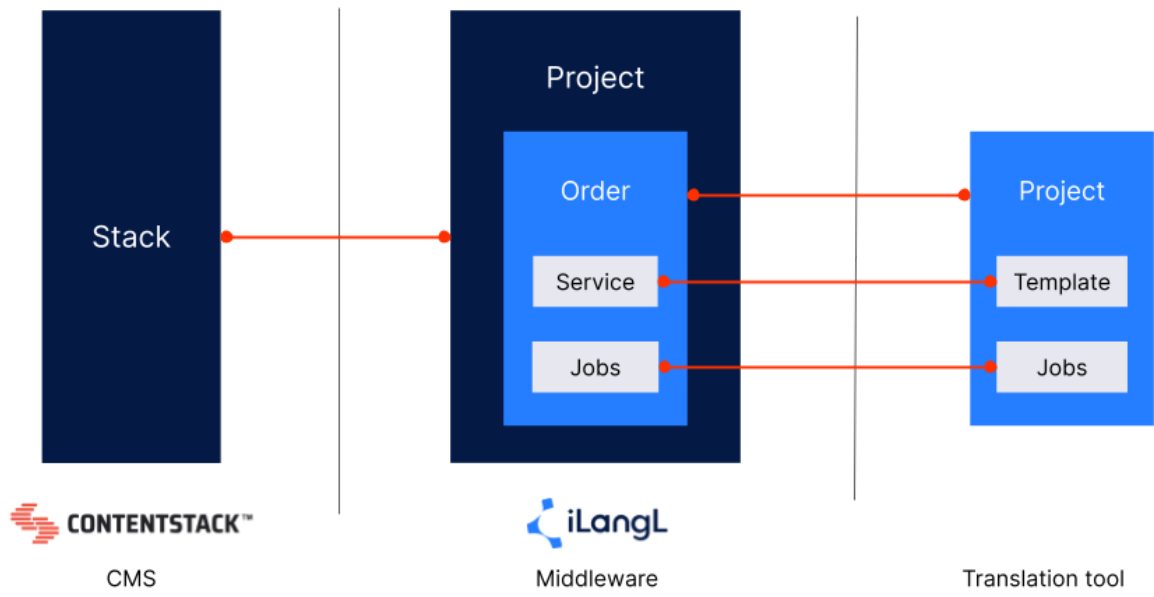 Project
Order
Project
Stack
Service
Template
Jobs
Jobs
CONTENTSTACK™
iLangL
CMS
Middleware
Translation tool